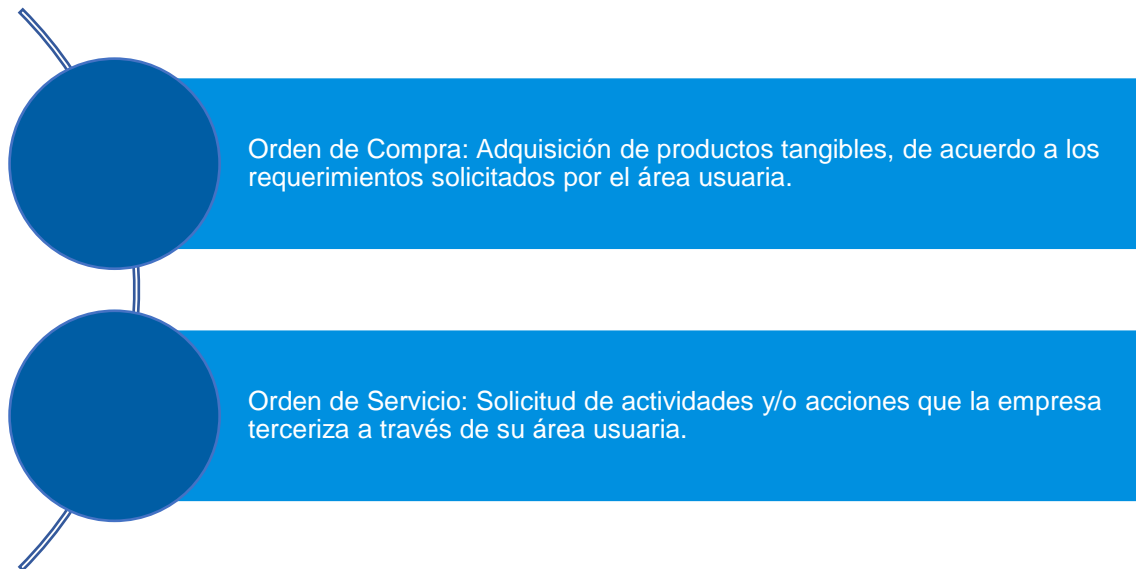 Orden de Compra: Adquisición de productos tangibles, de acuerdo a los
requerimientos solicitados por el área usuaria.
Orden de Servicio: Solicitud de actividades y/o acciones que la empresa
terceriza a través de su área usuaria.